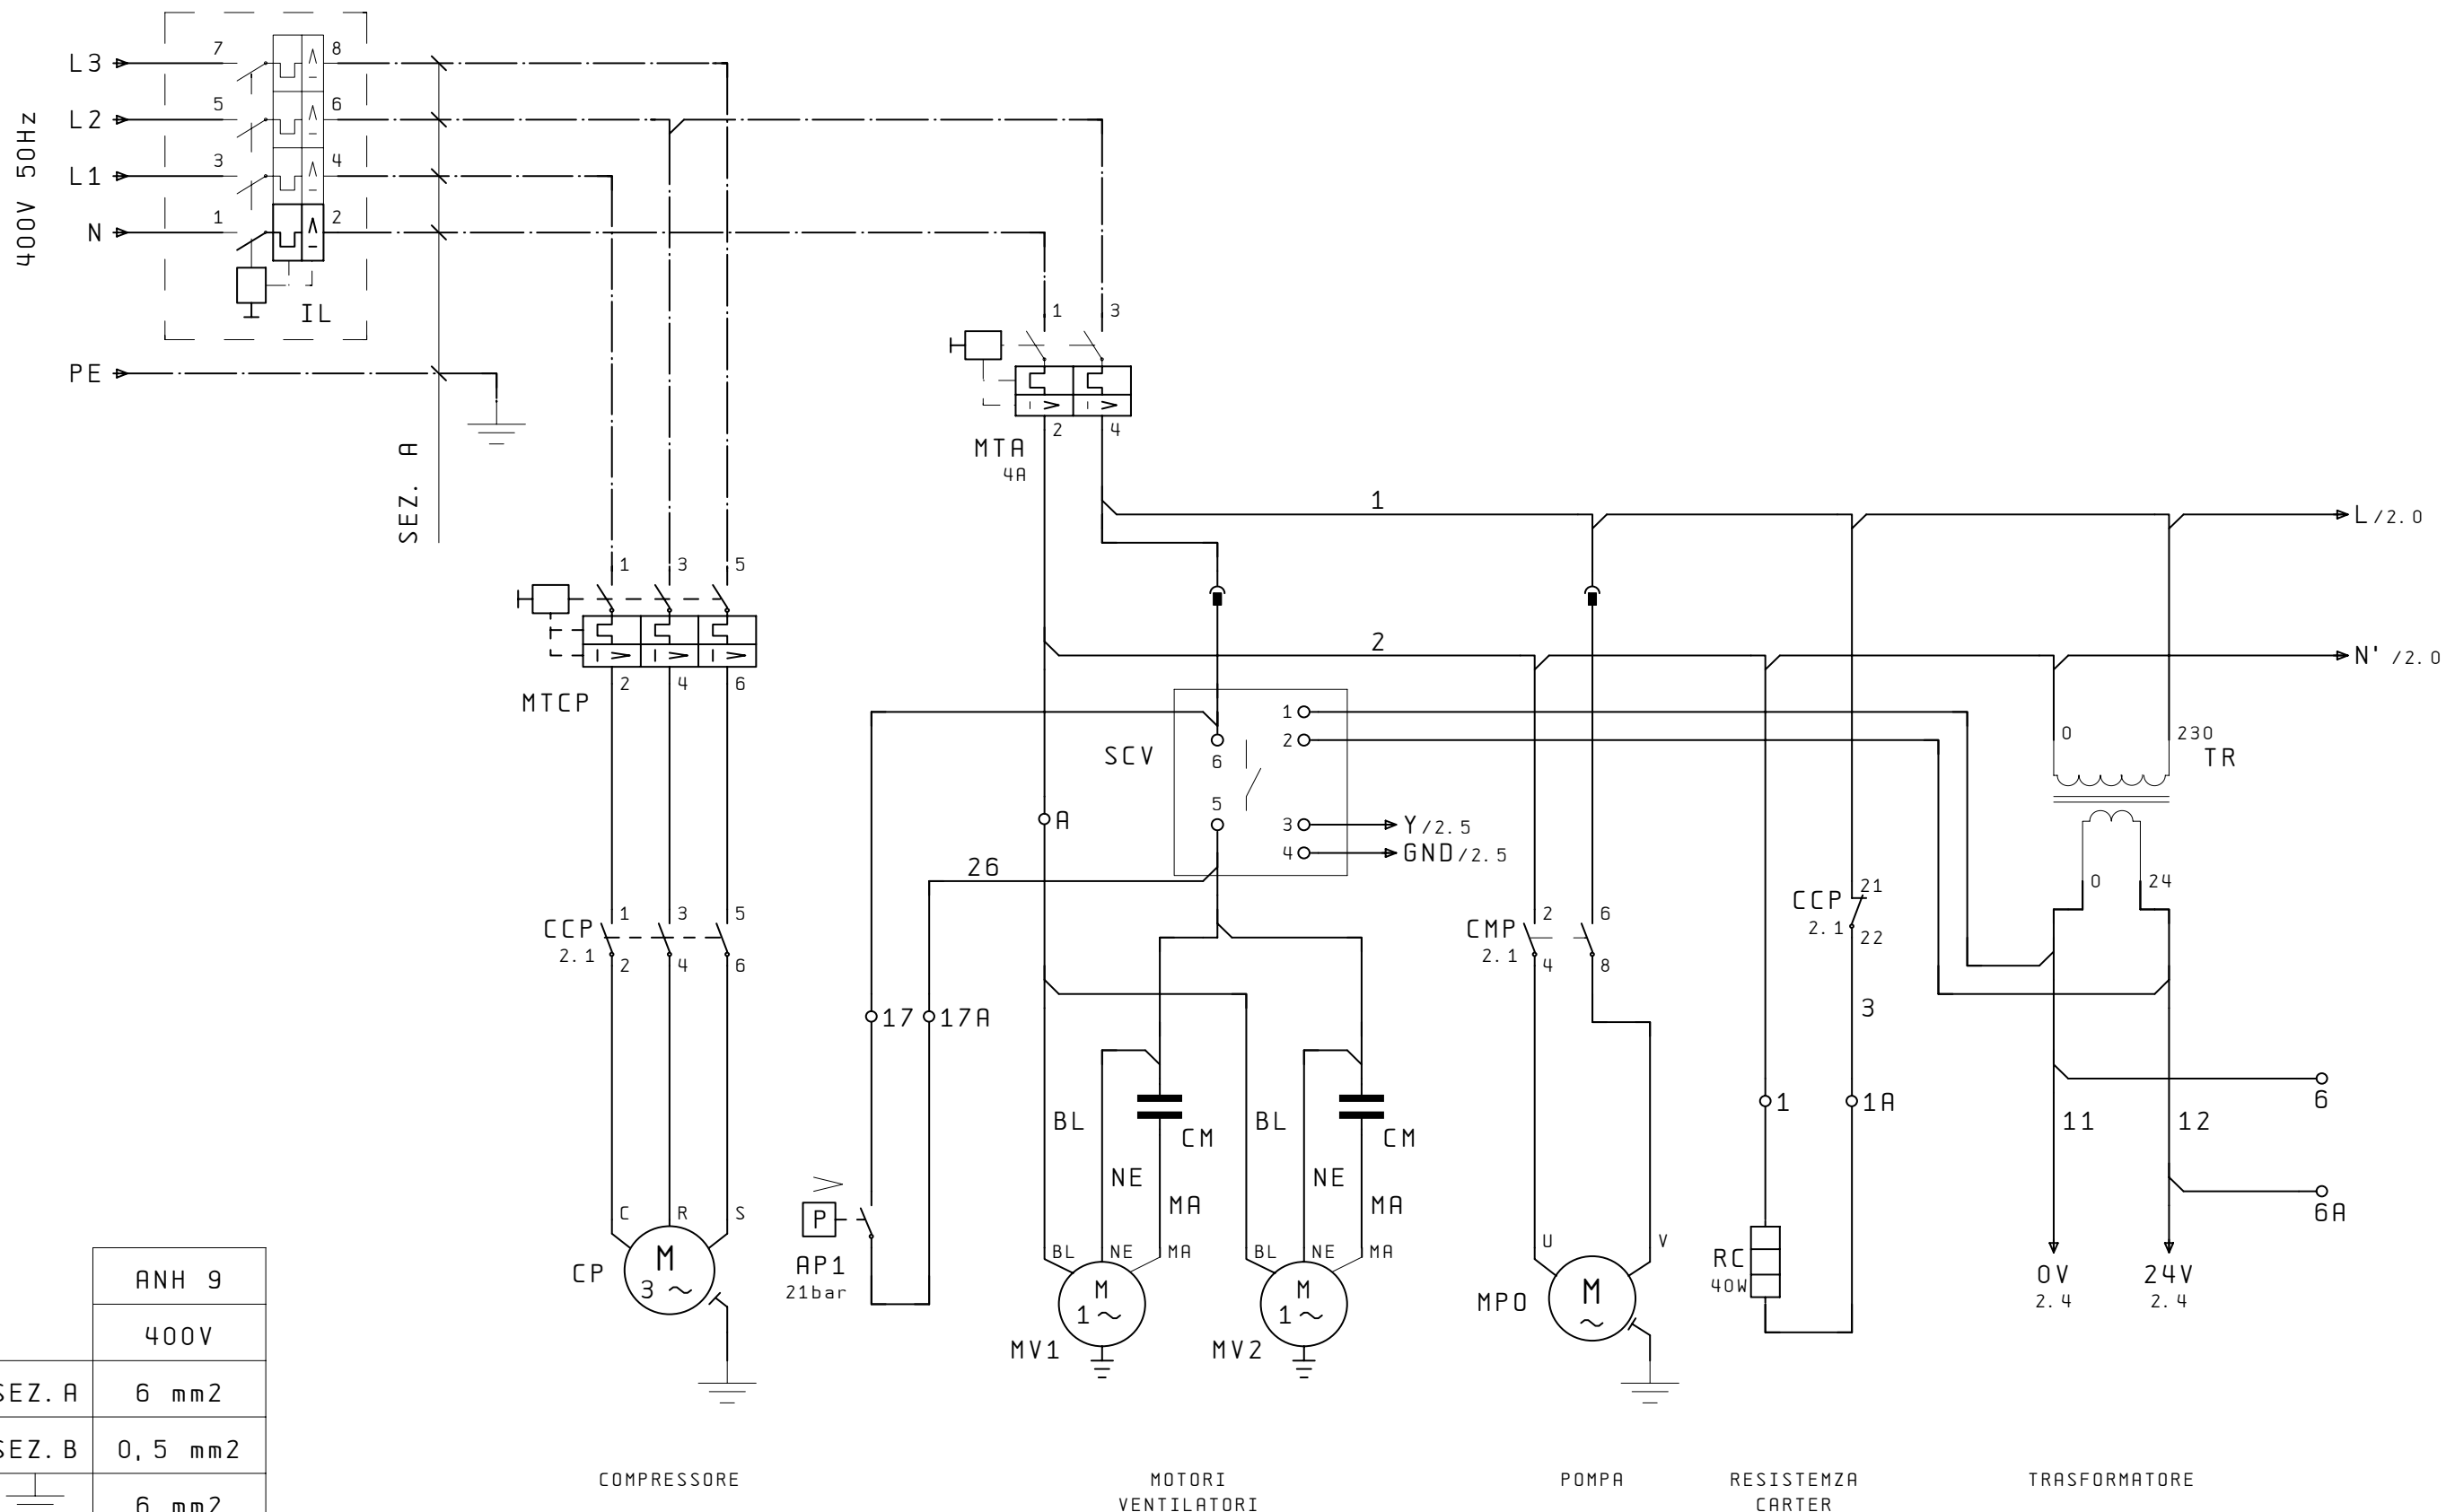 400V 50Hz
L3
7
8
L2
5
6
L1
3
4
N
1
2
IL
PE
SEZ. A
1
3
2
4
MTA
4A
1
L/2.0
2
N' /2.0
1
3
5
2
4
6
MTCP
SCV
6
5
1
2
3
4
Y/2.5
GND/2.5
0
230
TR
0
24
A
26
CCP
2.1
1
3
5
2
4
6
CMP
2.1
2
6
4
8
CCP
2.1
21
22
3
17
17A
BL
CM
BL
CM
NE
MA
NE
MA
1
1A
6
11
12
6A
C
R
S
M
3 ~
CP
P
>
AP1
21bar
BL
NE
MA
M
1 ~
MV1
BL
NE
MA
M
1 ~
MV2
U
V
M
~
MPO
RC
40W
0V
2.4
24V
2.4
ANH 9
400V
SEZ. A
6 mm2
SEZ. B
0,5 mm2
6 mm2
COMPRESSORE
MOTORI
VENTILATORI
POMPA
RESISTEMZA
CARTER
TRASFORMATORE